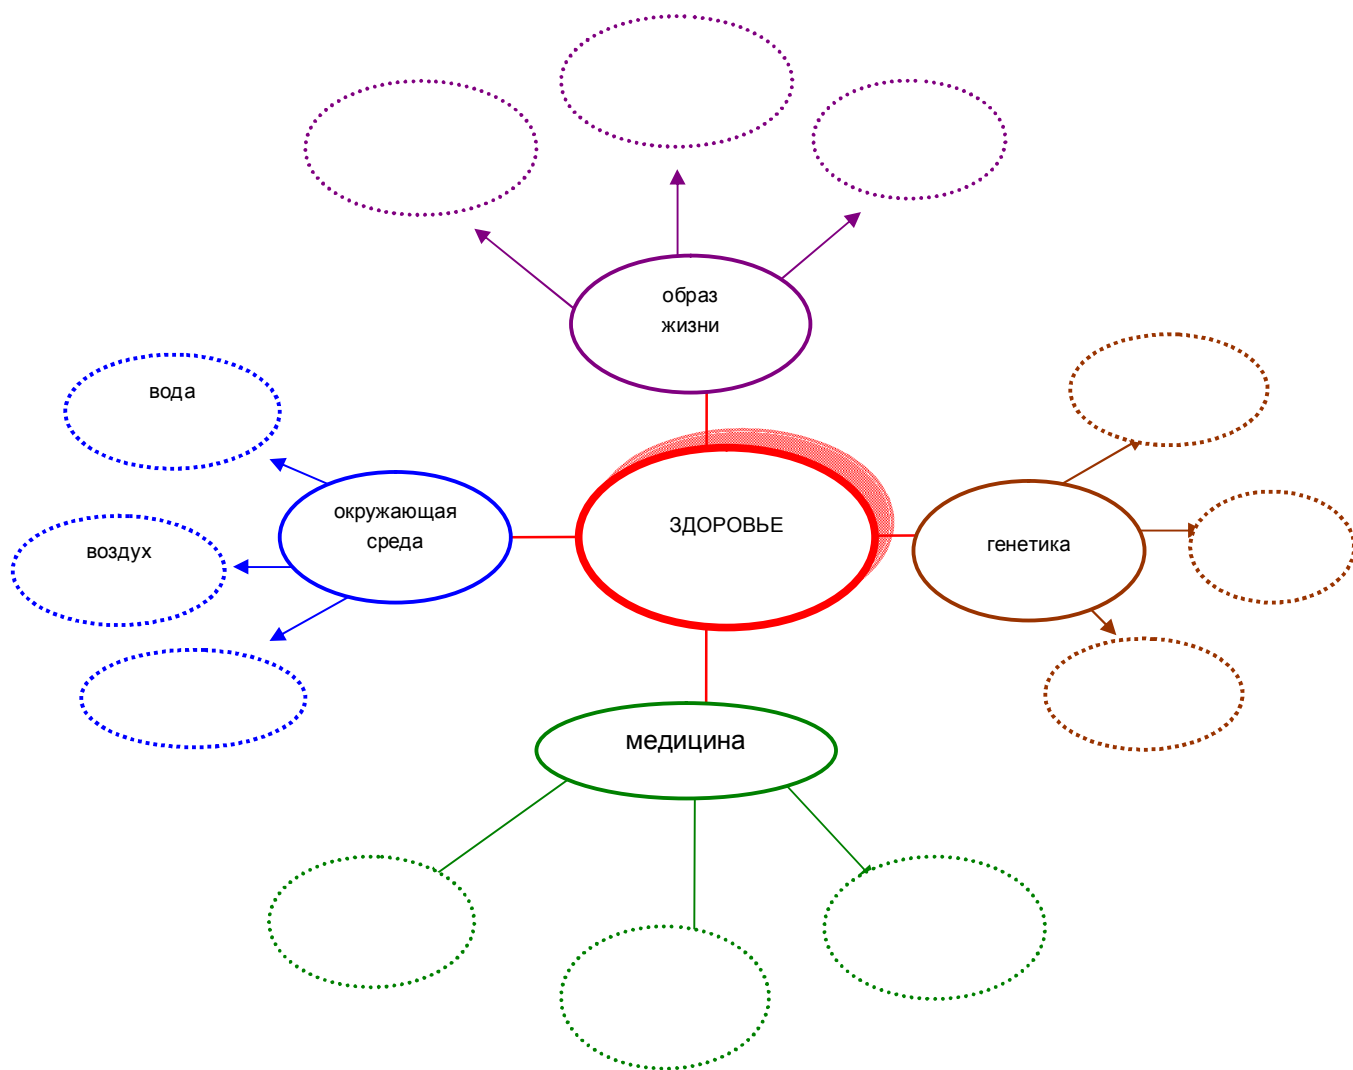 образ
жизни
вода
окружающая
среда
воздух
ЗДОРОВЬЕ
генетика
медицина